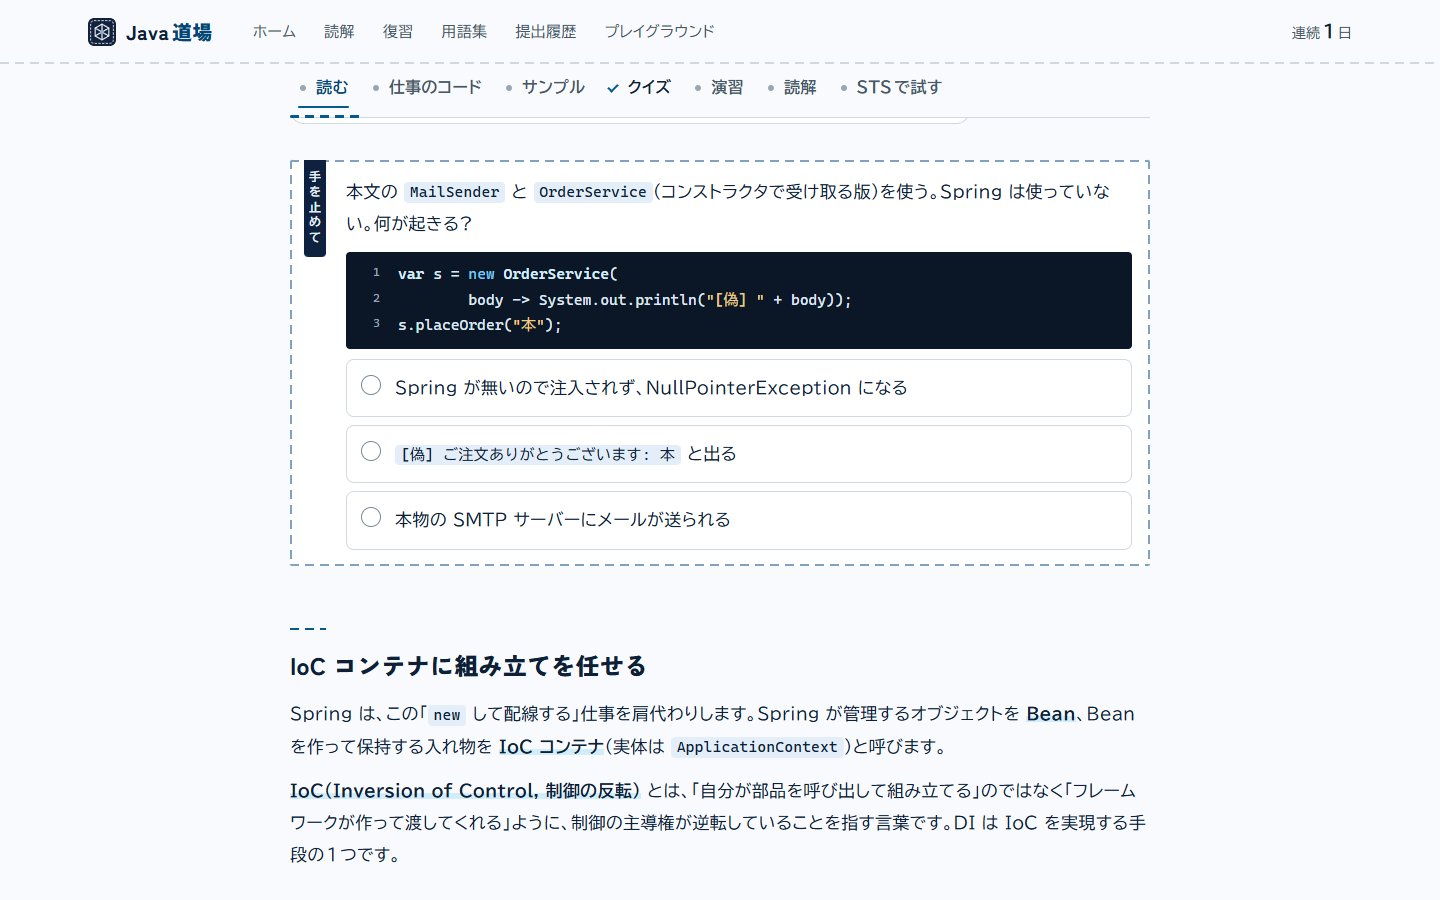 Java 道場
ホーム 読解 復習 用語集 提出履歴 プレイグラウンド
連続 1 日
読む 仕事のコード サンプル クイズ 演習 読解 STS で試す
手を止めて
本文の MailSender と OrderService（コンストラクタで受け取る版）を使う。Spring は使っていな
い。何が起きる？
1 var s = new OrderService(
2 body -> System.out.println("[偽] " + body));
3 s.placeOrder("本");
Spring が無いので注入されず、NullPointerException になる
[偽] ご注文ありがとうございます: 本 と出る
本物の SMTP サーバーにメールが送られる
IoC コンテナに組み立てを任せる
Spring は、この「new して配線する」仕事を肩代わりします。Spring が管理するオブジェクトを Bean、Bean
を作って保持する入れ物を IoC コンテナ（実体は ApplicationContext）と呼びます。
IoC（Inversion of Control, 制御の反転） とは、「自分が部品を呼び出して組み立てる」のではなく「フレーム
ワークが作って渡してくれる」ように、制御の主導権が逆転していることを指す言葉です。DI は IoC を実現する手
段の1つです。